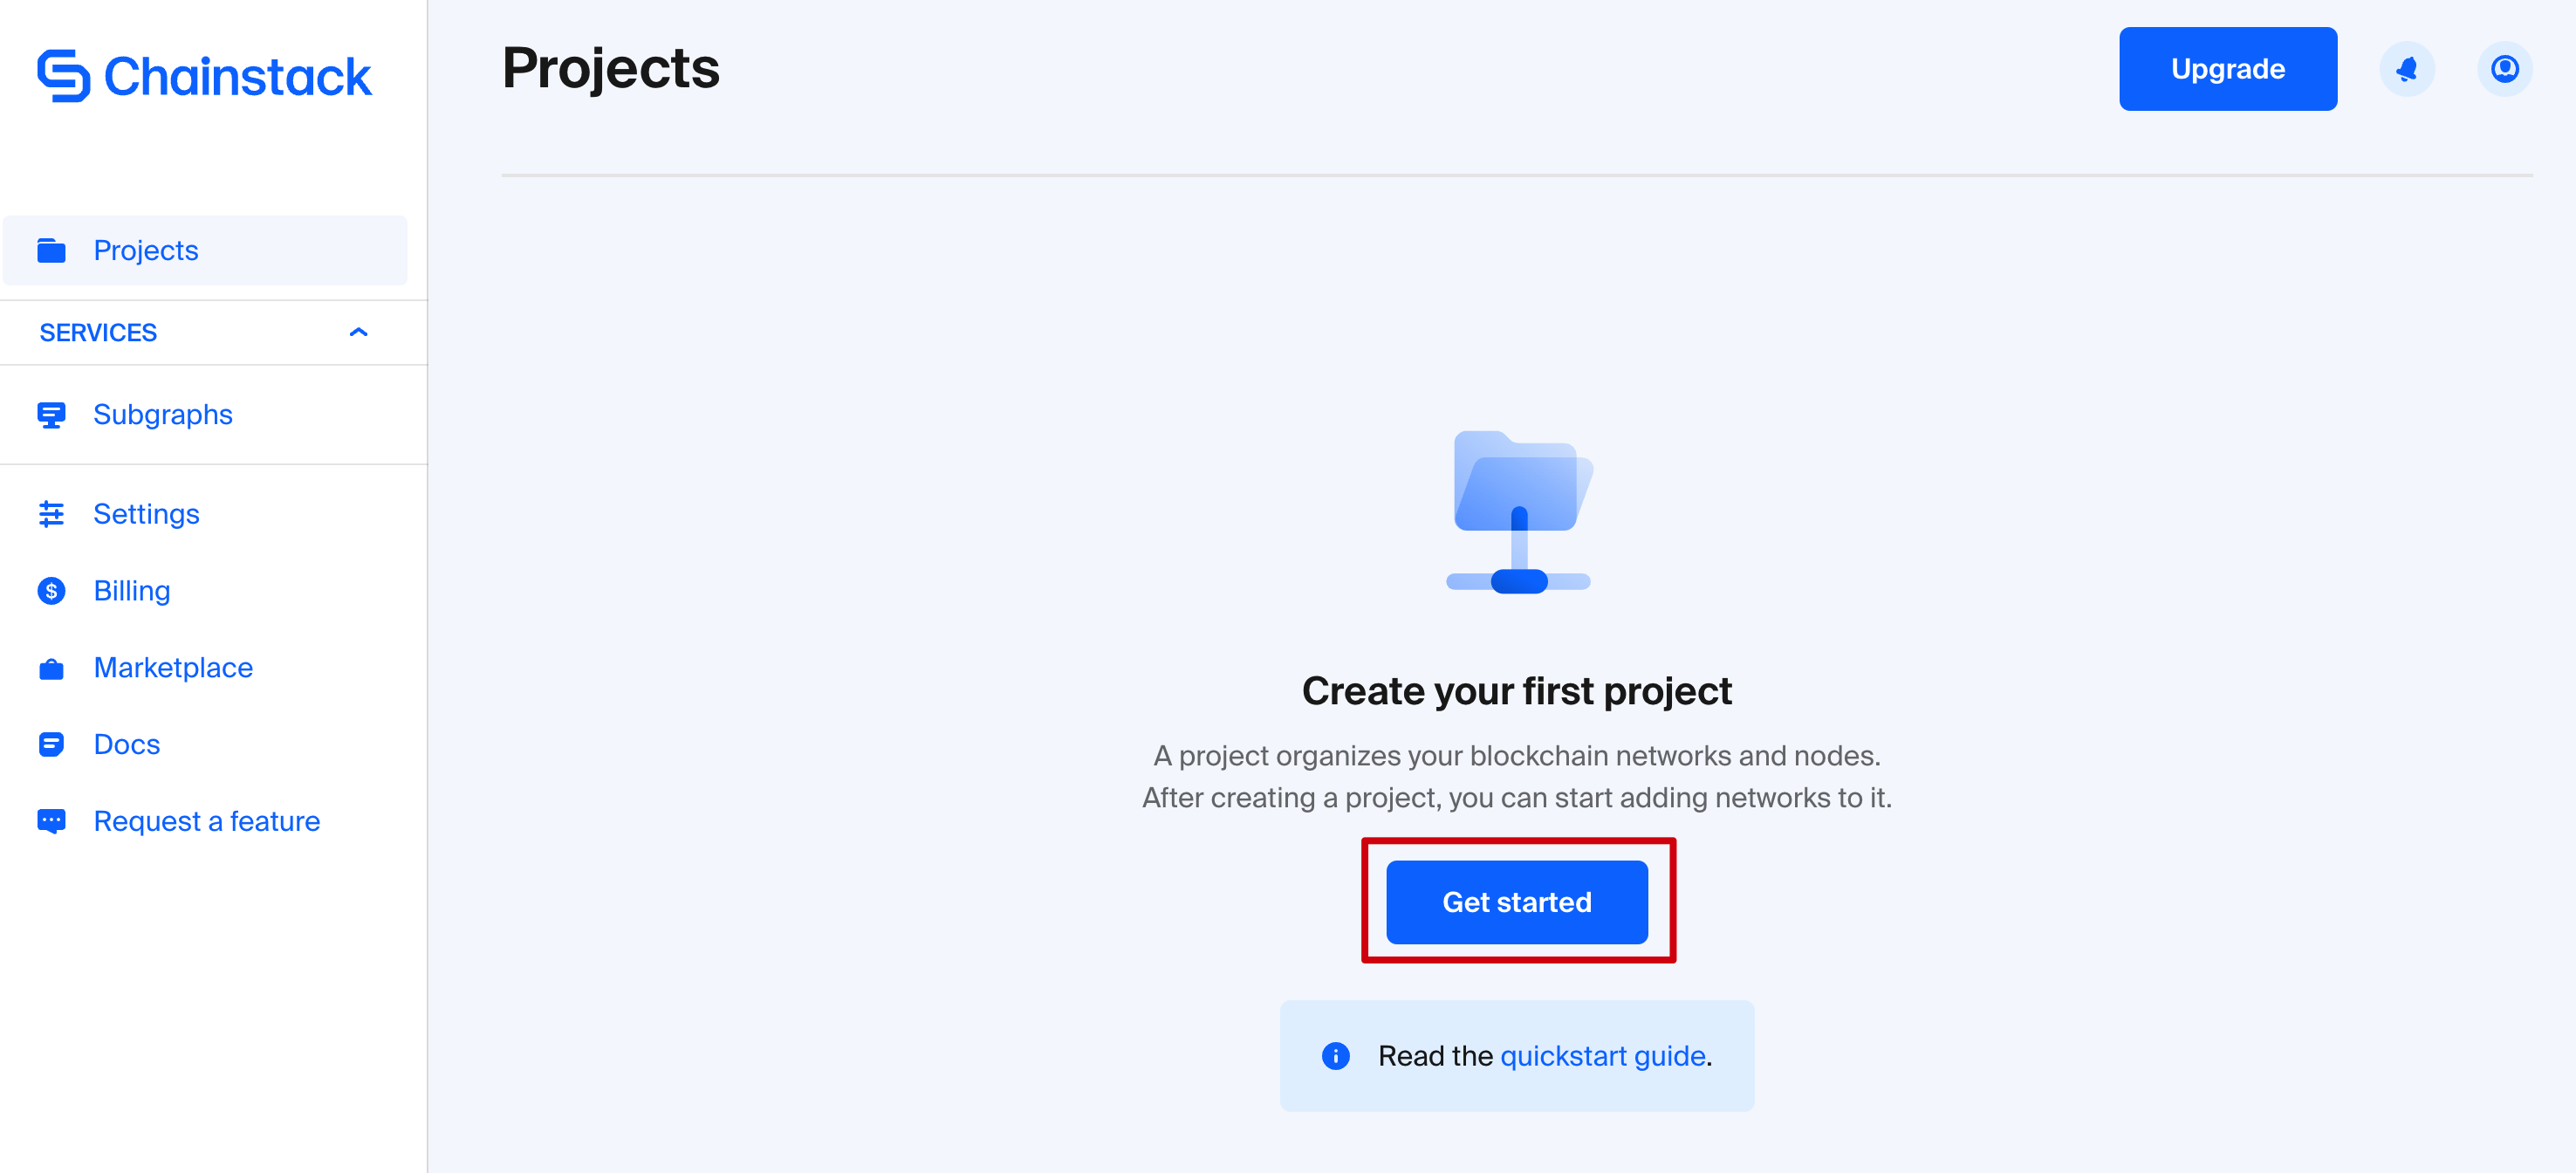 Chainstack
Projects
SERVICES
Subgraphs
Settings
Billing
Marketplace
Docs
Request a feature
Projects
Upgrade
Create your first project
A project organizes your blockchain networks and nodes.
After creating a project, you can start adding networks to it.
Get started
Read the quickstart guide.